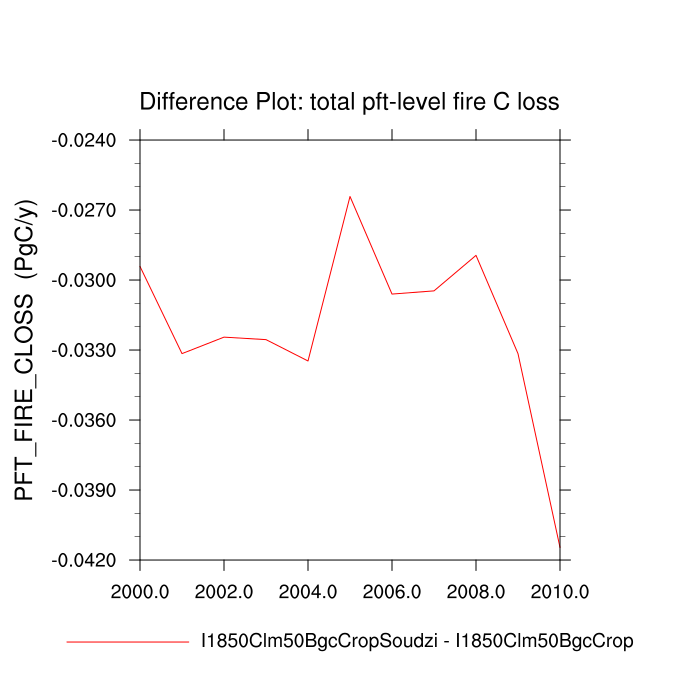 Difference Plot: total pft-level fire C loss
PFT_FIRE_CLOSS (PgC/y)
-0.0240
-0.0270
-0.0300
-0.0330
-0.0360
-0.0390
-0.0420
2000.0 2002.0 2004.0 2006.0 2008.0 2010.0
I1850Clm50BgcCropSoudzi - I1850Clm50BgcCrop